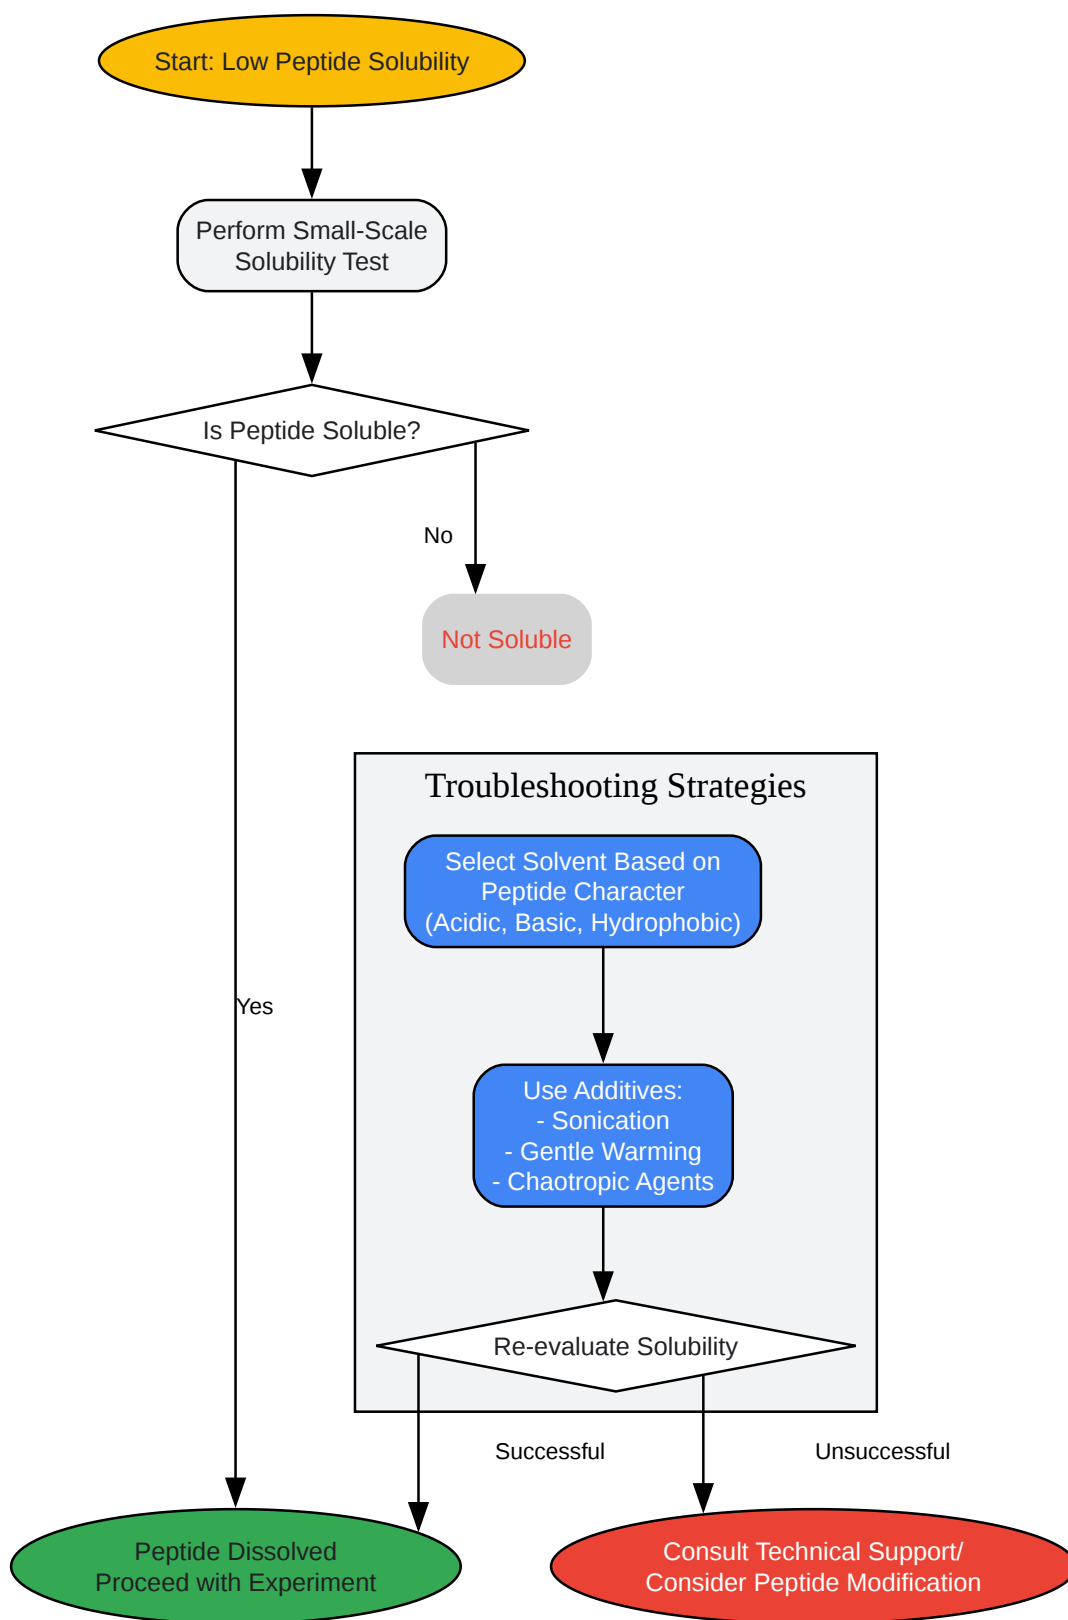 Start: Low Peptide Solubility
Perform Small-Scale
Solubility Test
Is Peptide Soluble?
No
Not Soluble
Troubleshooting Strategies
Select Solvent Based on
Peptide Character
(Acidic, Basic, Hydrophobic)
Yes
Use Additives:
- Sonication
- Gentle Warming
- Chaotropic Agents
Re-evaluate Solubility
Successful
Unsuccessful
Peptide Dissolved
Proceed with Experiment
Consult Technical Support/
Consider Peptide Modification